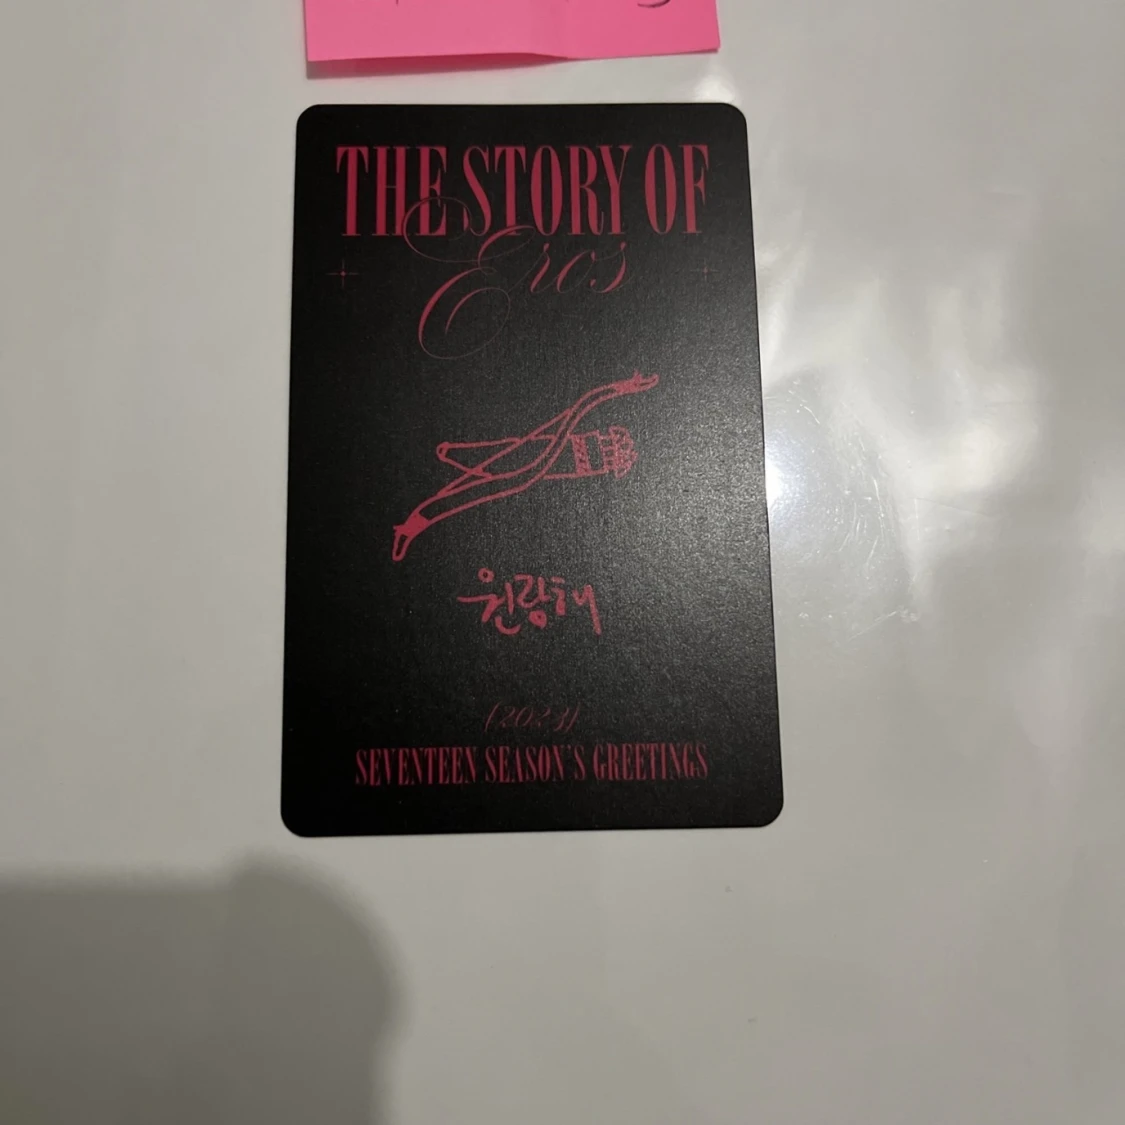 THE STORY OF
Eros
원랑해
(2023)
SEVENTEEN SEASON'S GREETINGS